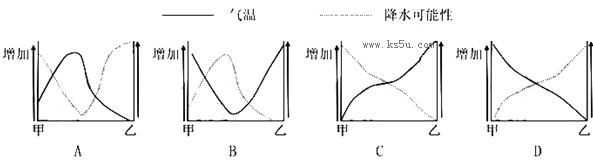 气温 降水可能性
增加 增加 增加 增加
www.ks5u.com
甲 乙 甲 乙 甲 乙 甲 乙
A B C D